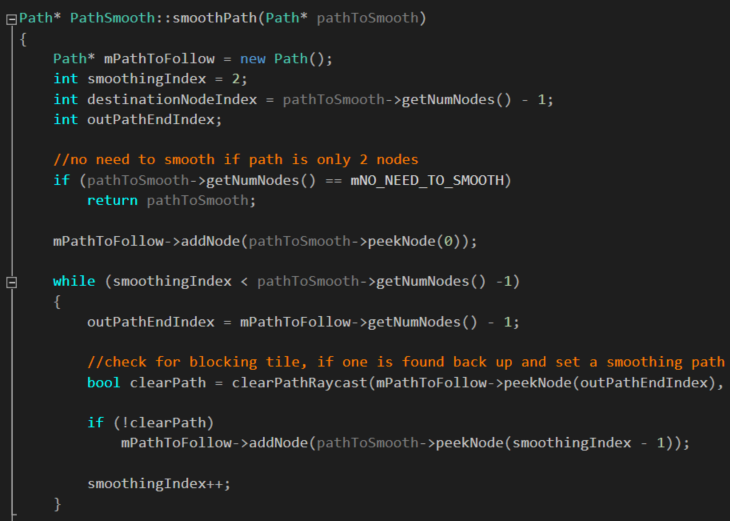 Path* PathSmooth::smoothPath(Path* pathToSmooth)
{
    Path* mPathToFollow = new Path();
    int smoothingIndex = 2;
    int destinationNodeIndex = pathToSmooth->getNumNodes() - 1;
    int outPathEndIndex;

    //no need to smooth if path is only 2 nodes
    if (pathToSmooth->getNumNodes() == mNO_NEED_TO_SMOOTH)
        return pathToSmooth;

    mPathToFollow->addNode(pathToSmooth->peekNode(0));

    while (smoothingIndex < pathToSmooth->getNumNodes() -1)
    {
        outPathEndIndex = mPathToFollow->getNumNodes() - 1;

        //check for blocking tile, if one is found back up and set a smoothing path
        bool clearPath = clearPathRaycast(mPathToFollow->peekNode(outPathEndIndex),

        if (!clearPath)
            mPathToFollow->addNode(pathToSmooth->peekNode(smoothingIndex - 1));

        smoothingIndex++;
    }